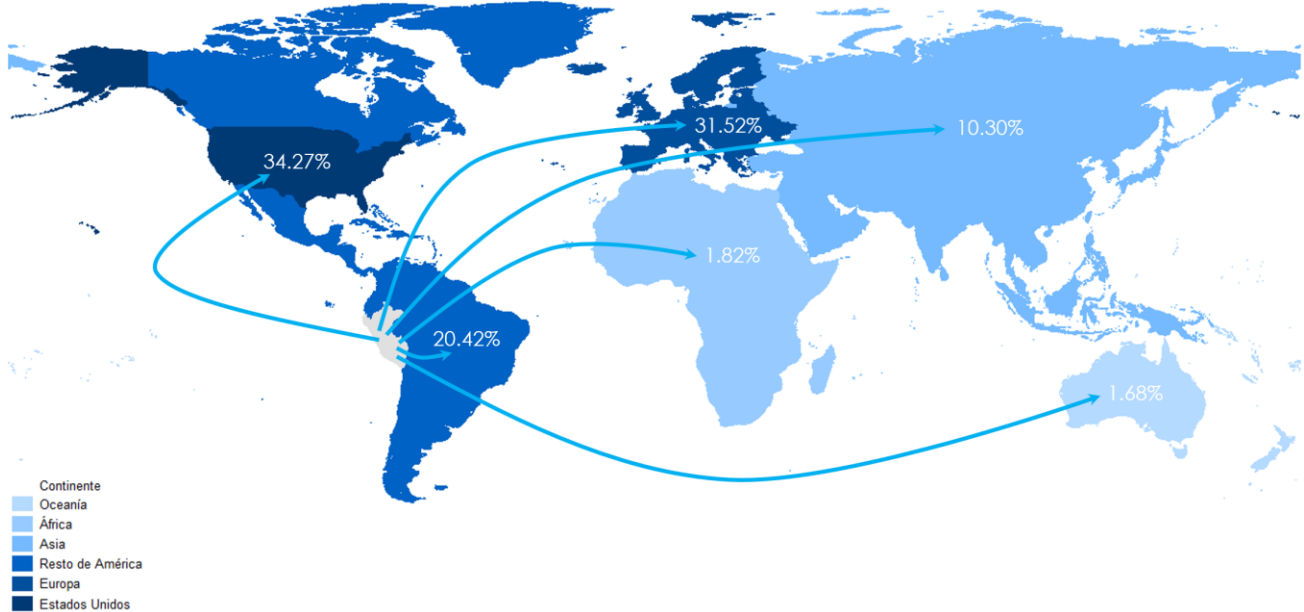 31.52%
10.30%
34.27%
1.82%
20.42%
1.68%
Continente
Oceanía
África
Asia
Resto de América
Europa
Estados Unidos